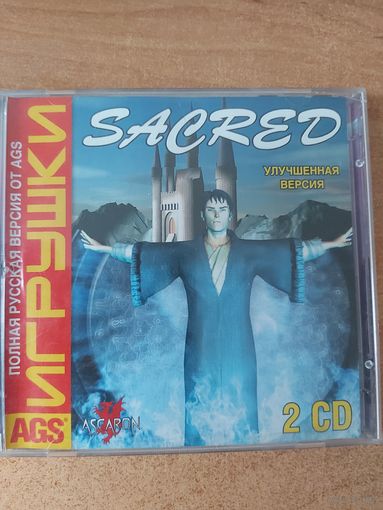 SACRED
УЛУЧШЕННАЯ
ВЕРСИЯ
ПОЛНАЯ РУССКАЯ ВЕРСИЯ ОТ AGS
ИГРУШКИ
AGS
ASCARON
2 CD